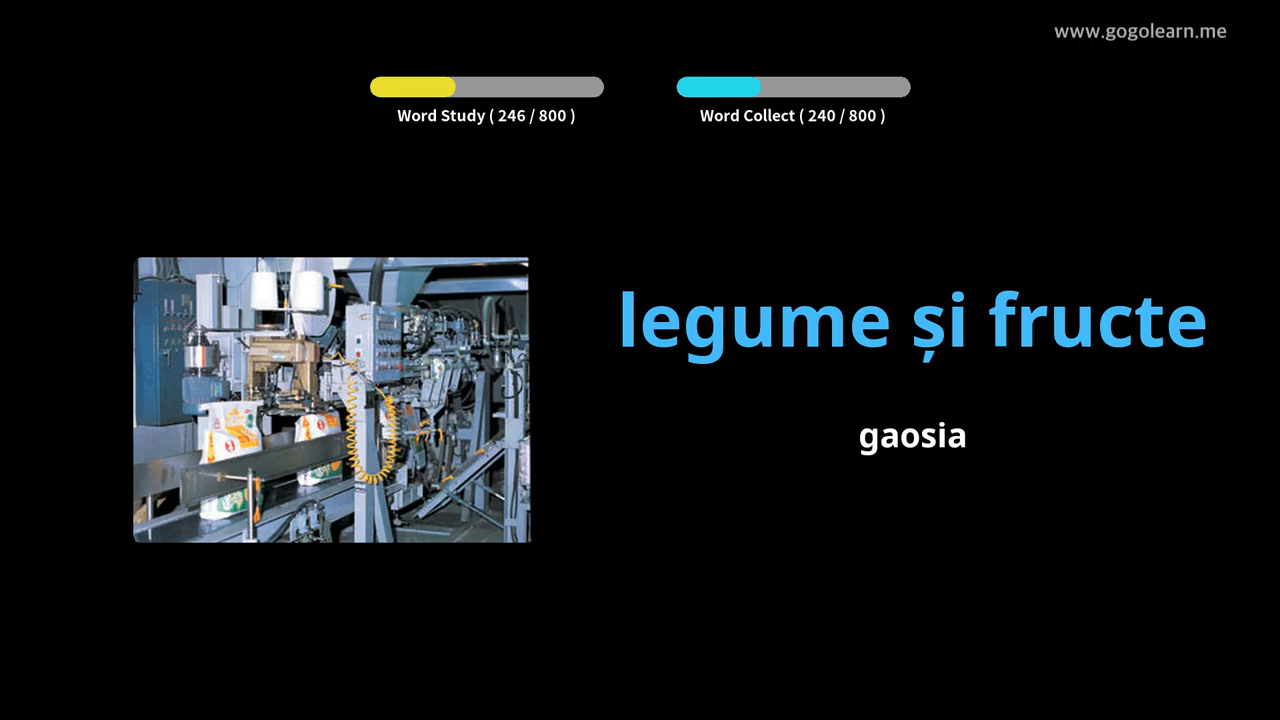 www.gogolearn.me
Word Study ( 246 / 800 )
Word Collect ( 240 / 800 )
legume și fructe
gaosia